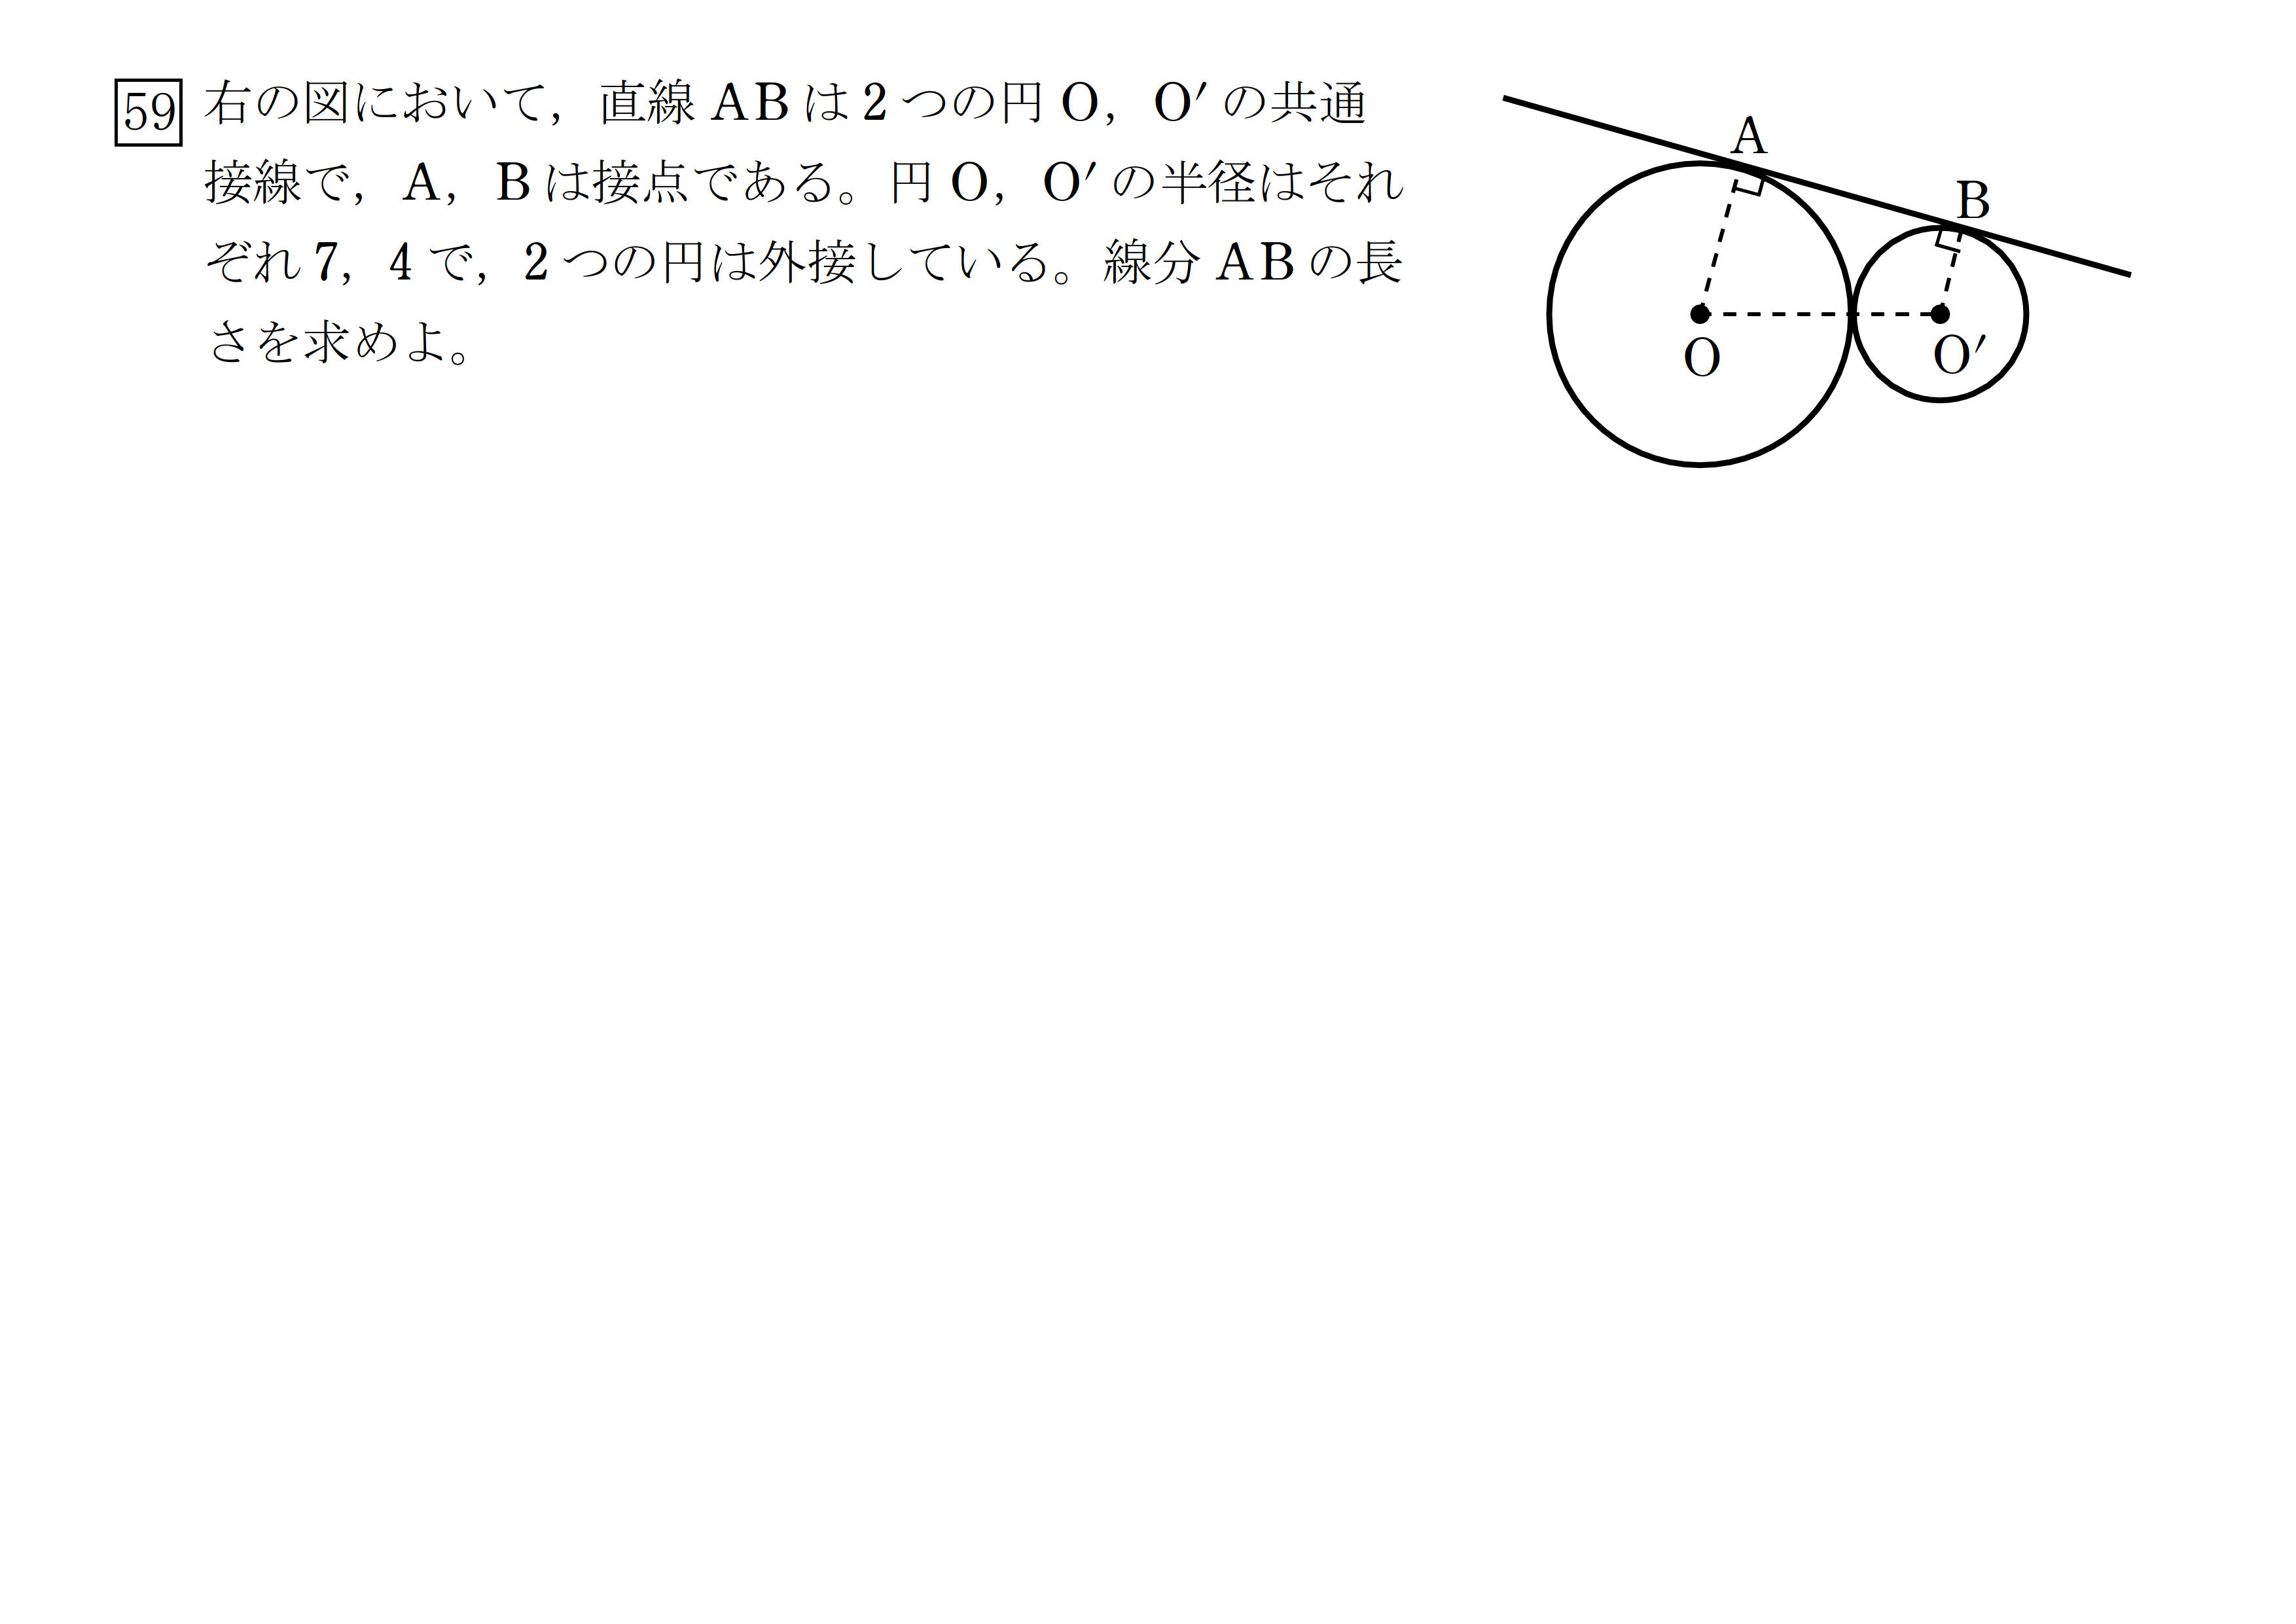 59 右の図において，直線 AB は 2 つの円 O，O′ の共通
接線で，A，B は接点である。円 O，O′ の半径はそれ
ぞれ 7，4 で，2 つの円は外接している。線分 AB の長
さを求めよ。
A
B
O
O′